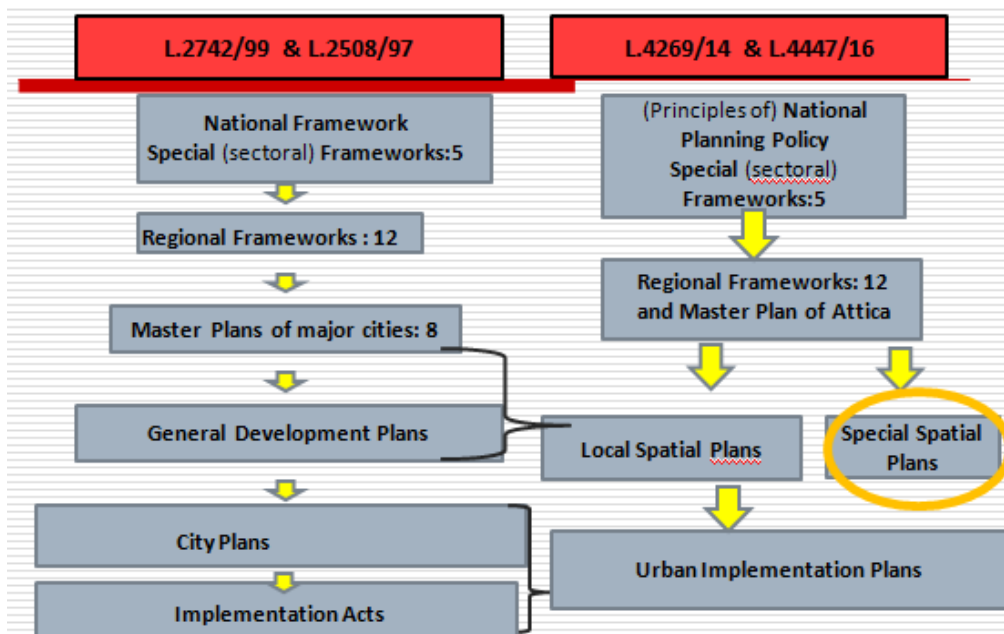 L.2742/99 & L.2508/97
National Framework
Special (sectoral) Frameworks:5
Regional Frameworks : 12
Master Plans of major cities: 8
General Development Plans
City Plans
Implementation Acts
L.4269/14 & L.4447/16
(Principles of) National
Planning Policy
Special (sectoral)
Frameworks:5
Regional Frameworks: 12
and Master Plan of Attica
Local Spatial Plans
Special Spatial
Plans
Urban Implementation Plans